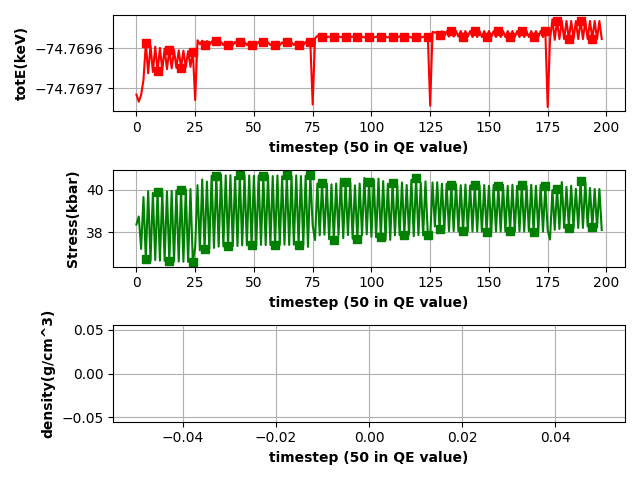 totE(keV)
−74.7696
−74.7697
0 25 50 75 100 125 150 175 200
timestep (50 in QE value)
Stress(kbar)
40
38
0 25 50 75 100 125 150 175 200
timestep (50 in QE value)
density(g/cm^3)
0.05
0.00
−0.05
−0.04 −0.02 0.00 0.02 0.04
timestep (50 in QE value)